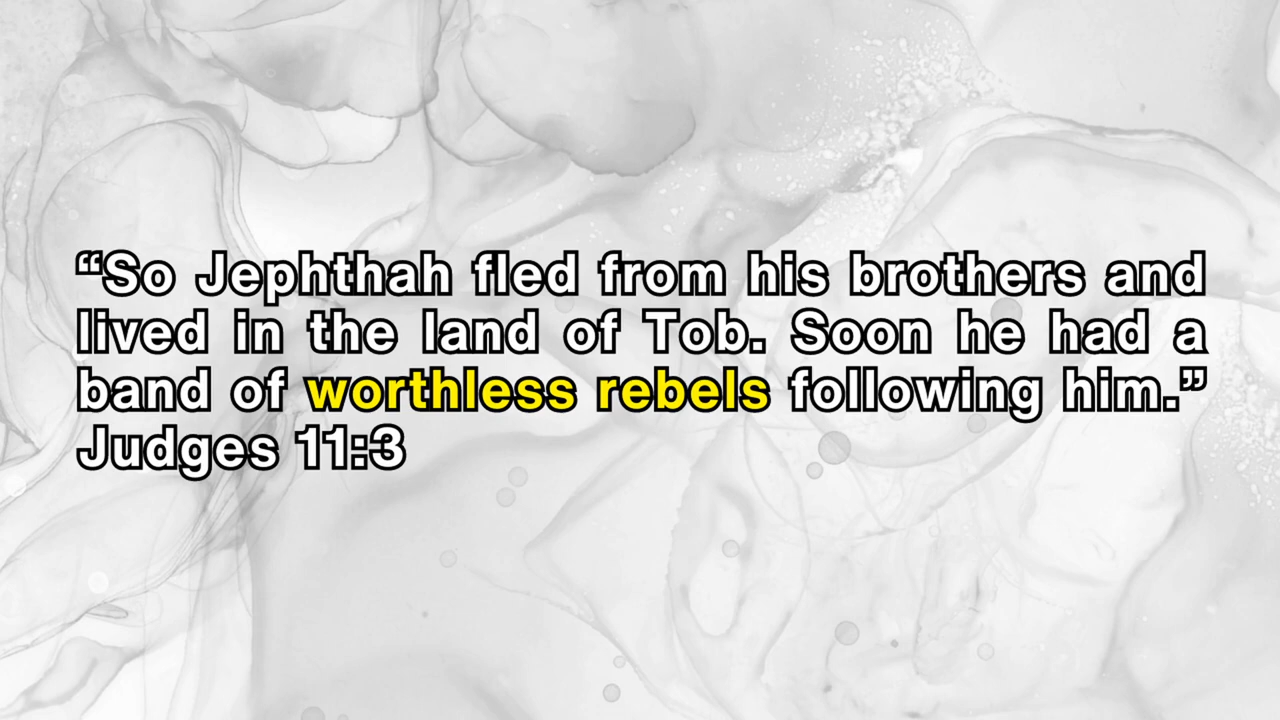 “So Jephthah fled from his brothers and
lived in the land of Tob. Soon he had a
band of worthless rebels following him.”
Judges 11:3